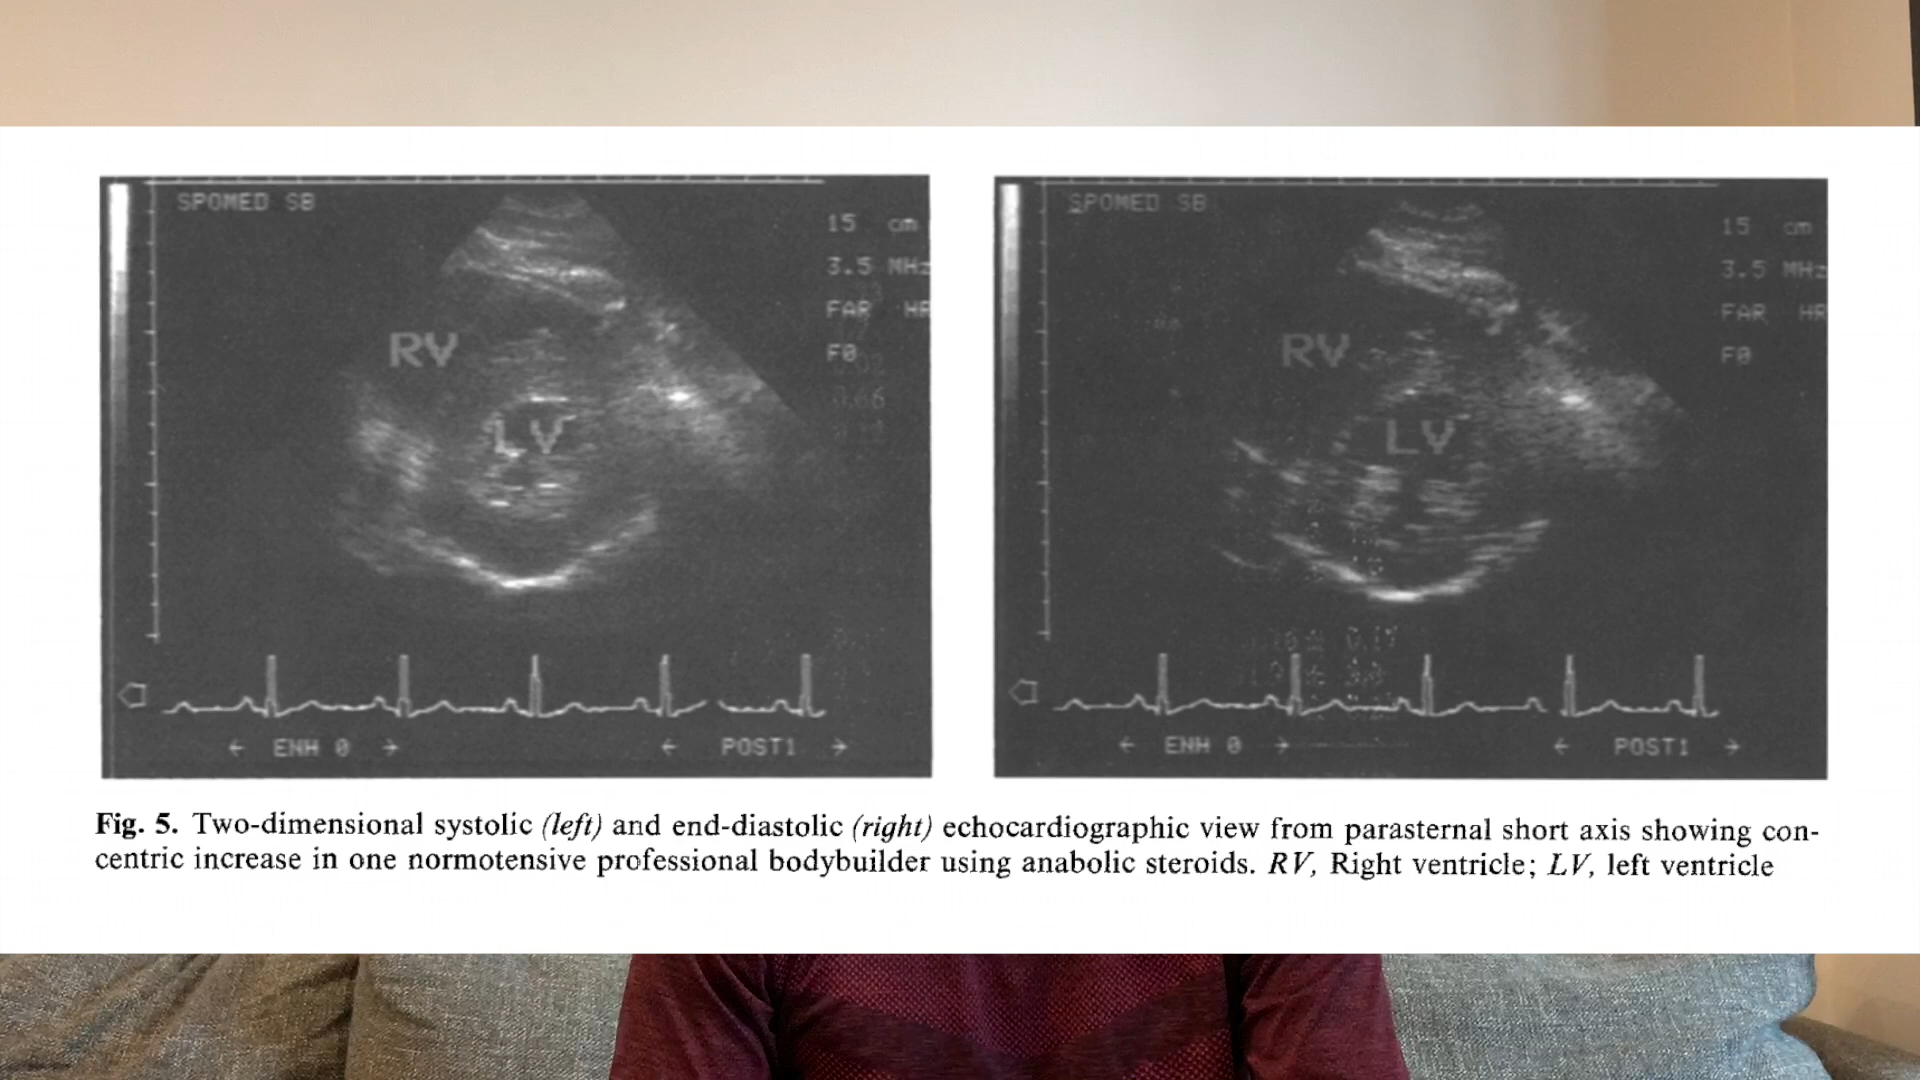 SPOMED SB
15 cm
3.5 MHz
FAR HR
F0
RV
LV
← ENH 0 → ← POST1 →
SPOMED SB
15 cm
3.5 MHz
FAR HR
F0
RV
LV
← ENH 0 → ← POST1 →
Fig. 5. Two-dimensional systolic (left) and end-diastolic (right) echocardiographic view from parasternal short axis showing con-
centric increase in one normotensive professional bodybuilder using anabolic steroids. RV, Right ventricle; LV, left ventricle